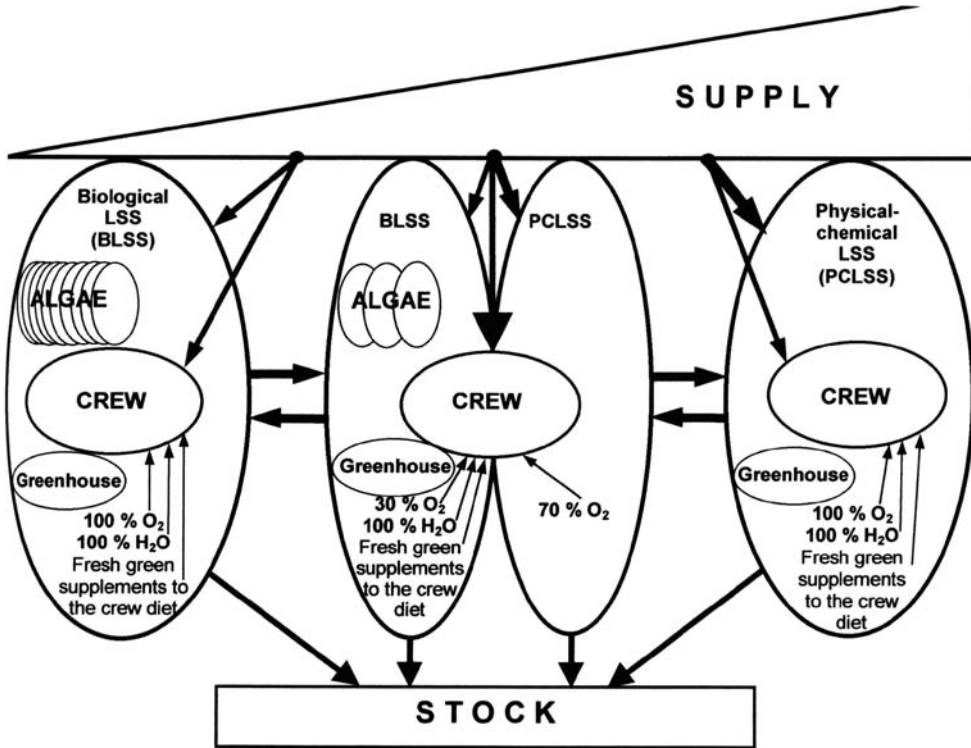 S U P P L Y
Biological
LSS
(BLSS)
ALGAE
CREW
Greenhouse
100 % O₂
100 % H₂O
Fresh green
supplements to
the crew diet
BLSS
PCLSS
ALGAE
CREW
Greenhouse
30 % O₂
100 % H₂O
Fresh green
supplements
to the crew
diet
70 % O₂
Physical-
chemical
LSS
(PCLSS)
CREW
Greenhouse
100 % O₂
100 % H₂O
Fresh green
supplements
to the crew
diet
S T O C K